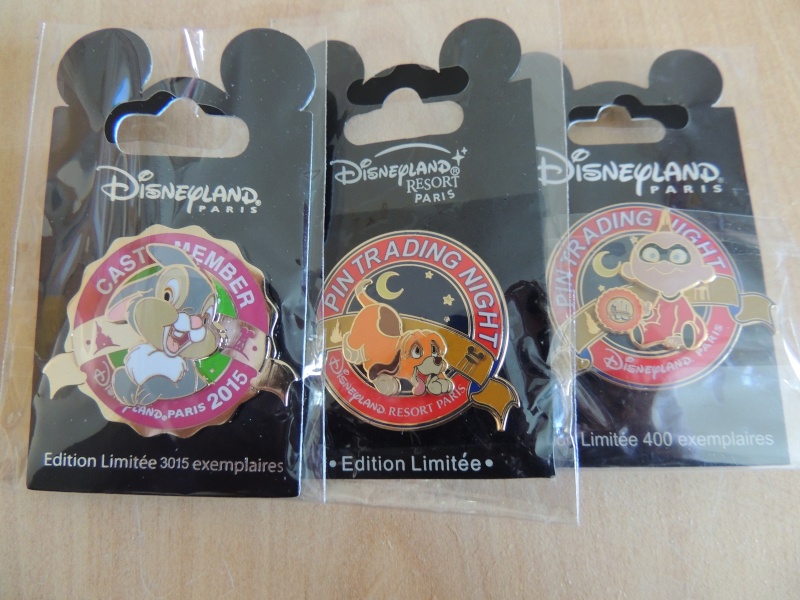 DISNEYLAND®
PARIS
CAST MEMBER
DISNEYLAND PARIS 2015
Edition Limitée 3015 exemplaires
DISNEYLAND®
RESORT
PARIS
PIN TRADING NIGHT
DISNEYLAND RESORT PARIS
• Edition Limitée •
DISNEYLAND®
PARIS
PIN TRADING NIGHT
DISNEYLAND PARIS
Limitée 400 exemplaires